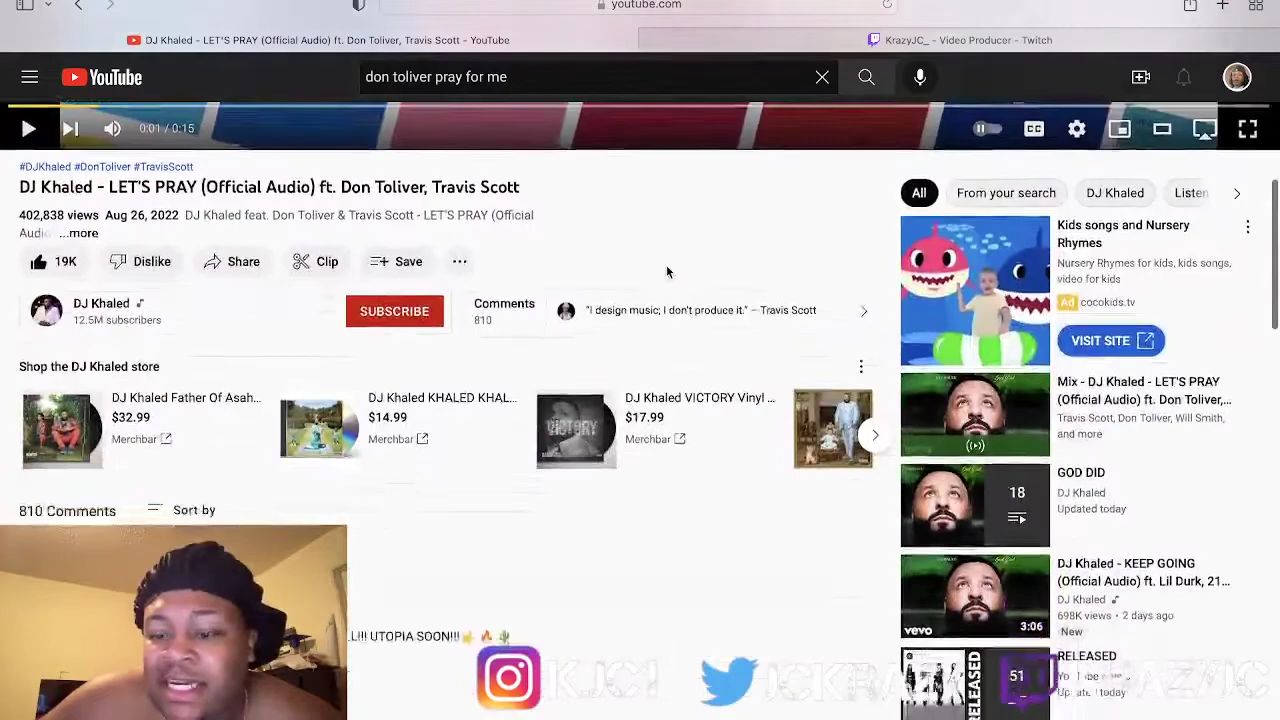 youtube.com
DJ Khaled - LET'S PRAY (Official Audio) ft. Don Toliver, Travis Scott - YouTube
KrazyJC_ - Video Producer - Twitch
YouTube
don toliver pray for me
0:01 / 0:15
CC
#DJKhaled #DonToliver #TravisScott
DJ Khaled - LET'S PRAY (Official Audio) ft. Don Toliver, Travis Scott
402,838 views Aug 26, 2022 DJ Khaled feat. Don Toliver & Travis Scott - LET'S PRAY (Official
Audio ...more
19K
Dislike
Share
Clip
Save
DJ Khaled
12.5M subscribers
SUBSCRIBE
Comments
810
"I design music; I don't produce it." – Travis Scott
Shop the DJ Khaled store
DJ Khaled Father Of Asah...
$32.99
Merchbar
DJ Khaled KHALED KHAL...
$14.99
Merchbar
VICTORY
DJ Khaled VICTORY Vinyl ...
$17.99
Merchbar
810 Comments
Sort by
UTOPIA SOON!!!
All
From your search
DJ Khaled
Listen
Kids songs and Nursery
Rhymes
Nursery Rhymes for kids, kids songs,
video for kids
Ad cocokids.tv
VISIT SITE
Mix - DJ Khaled - LET'S PRAY
(Official Audio) ft. Don Toliver,...
Travis Scott, Don Toliver, Will Smith,
and more
18
GOD DID
DJ Khaled
Updated today
vevo
3:06
DJ Khaled - KEEP GOING
(Official Audio) ft. Lil Durk, 21...
DJ Khaled
698K views • 2 days ago
New
RELEASED
51
RELEASED
YouTube
Updated today